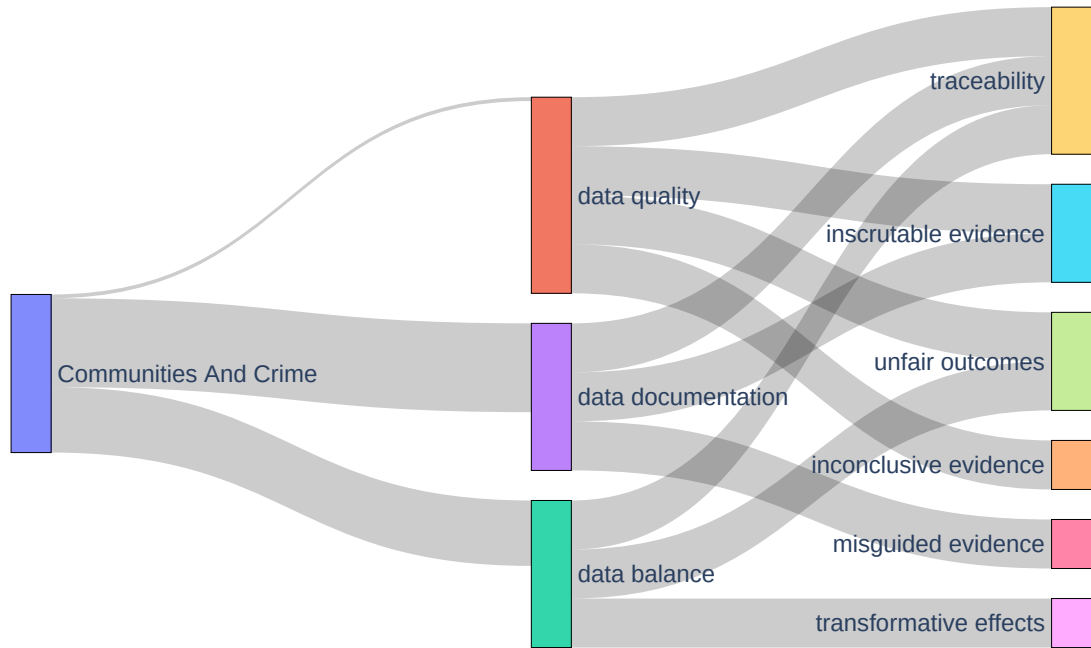 traceability
data quality
inscrutable evidence
unfair outcomes
Communities And Crime
data documentation
inconclusive evidence
misguided evidence
data balance
transformative effects